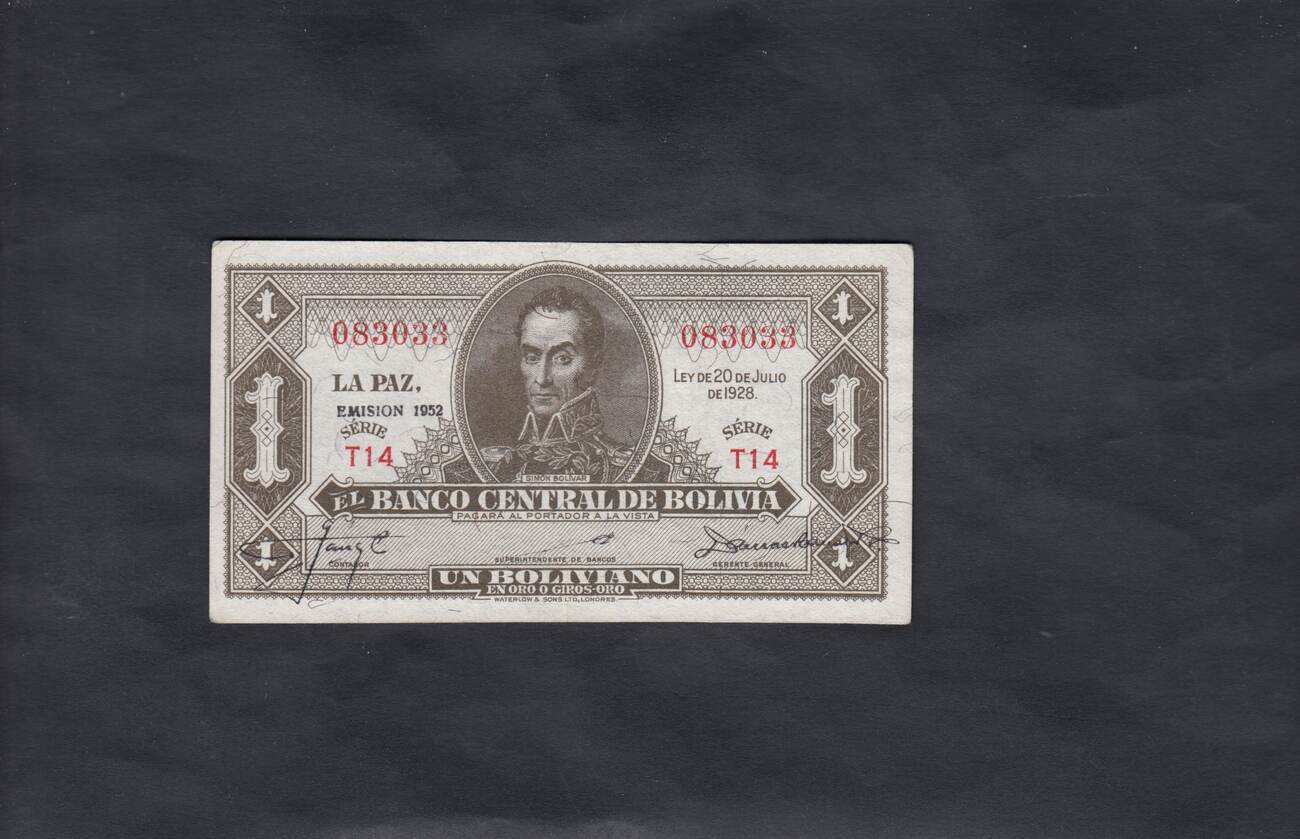 1
1
083033
083033
LA PAZ,
EMISION 1952
SÉRIE
T14
LEY DE 20 DE JULIO
DE 1928.
SÉRIE
T14
1
1
SIMÓN BOLÍVAR
EL BANCO CENTRAL DE BOLIVIA
PAGARÁ AL PORTADOR A LA VISTA
CONTADOR
SUPERINTENDENTE DE BANCOS
GERENTE GENERAL
1
1
UN BOLIVIANO
EN ORO O GIROS-ORO
WATERLOW & SONS LTD, LONDRES.